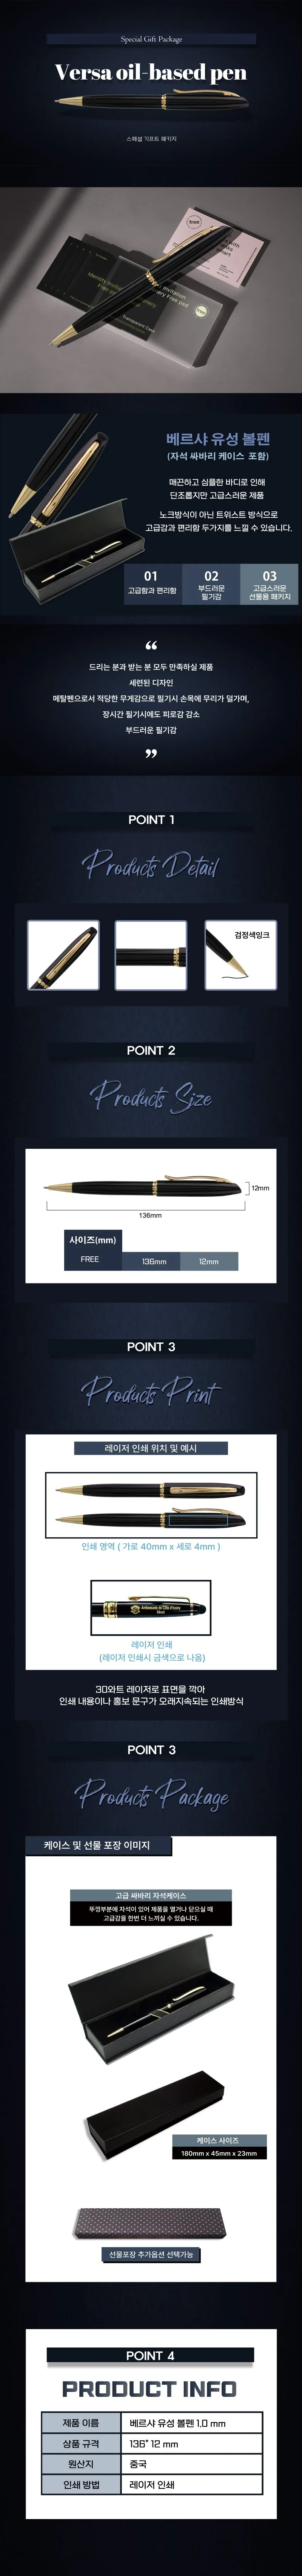 Special Gift Package
Versa oil-based pen
스페셜 기프트 패키지
free
Transparent Case
베르샤 유성 볼펜
(자석 싸바리 케이스 포함)
매끈하고 심플한 바디로 인해
단조롭지만 고급스러운 제품
노크방식이 아닌 트위스트 방식으로
고급감과 편리함 두가지를 느낄 수 있습니다.
01
고급함과 편리함
02
부드러운
필기감
03
고급스러운
선물용 패키지
“
드리는 분과 받는 분 모두 만족하실 제품
세련된 디자인
메탈펜으로서 적당한 무게감으로 필기시 손목에 무리가 덜가며,
장시간 필기시에도 피로감 감소
부드러운 필기감
”
POINT 1
Products Detail
검정색잉크
POINT 2
Products Size
12mm
136mm
사이즈(mm)
FREE 136mm 12mm
POINT 3
Products Print
레이저 인쇄 위치 및 예시
인쇄 영역 ( 가로 40mm x 세로 4mm )
레이저 인쇄
(레이저 인쇄시 금색으로 나옴)
30와트 레이저로 표면을 깍아
인쇄 내용이나 홍보 문구가 오래지속되는 인쇄방식
POINT 3
Products Package
케이스 및 선물 포장 이미지
고급 싸바리 자석케이스
뚜껑부분에 자석이 있어 제품을 열거나 닫으실 때
고급감을 한번 더 느끼실 수 있습니다.
케이스 사이즈
180mm x 45mm x 23mm
선물포장 추가옵션 선택가능
POINT 4
PRODUCT INFO
제품 이름 베르샤 유성 볼펜 1.0 mm
상품 규격 136* 12 mm
원산지 중국
인쇄 방법 레이저 인쇄